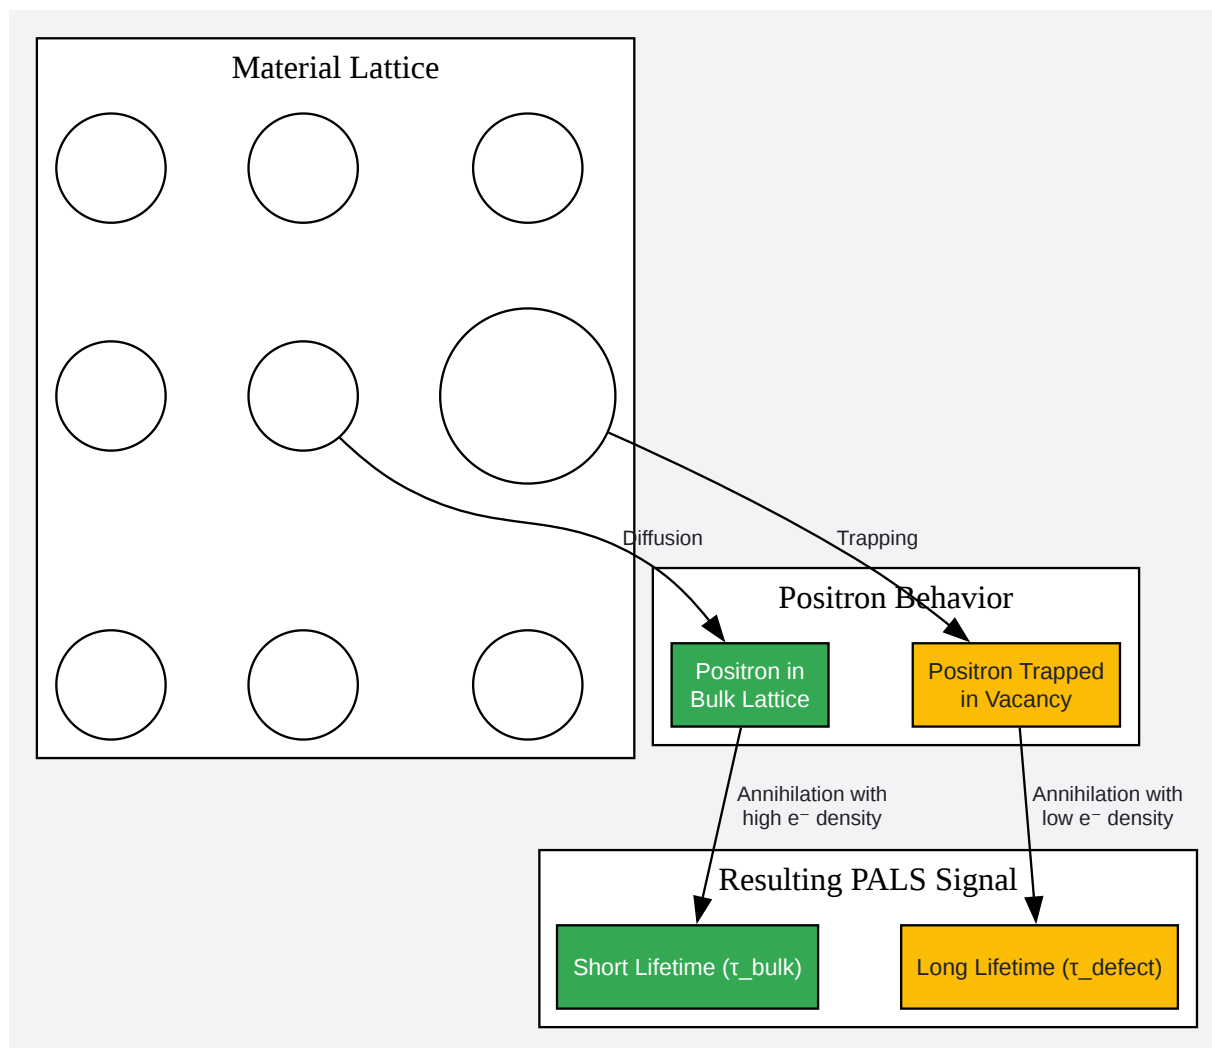 Material Lattice
Diffusion
Trapping
Positron Behavior
Positron in
Bulk Lattice
Positron Trapped
in Vacancy
Annihilation with
high e⁻ density
Annihilation with
low e⁻ density
Resulting PALS Signal
Short Lifetime (τ_bulk)
Long Lifetime (τ_defect)